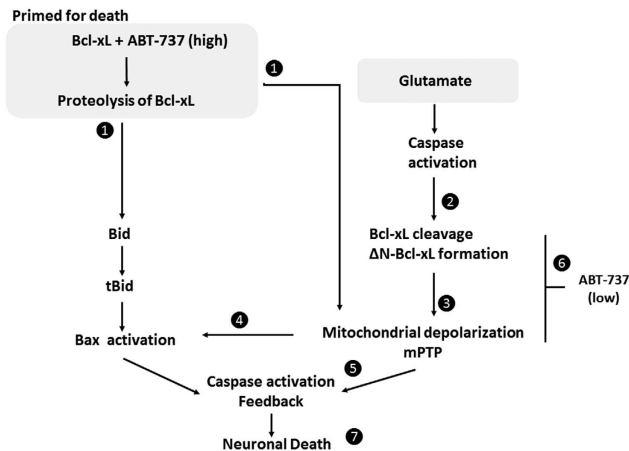 Primed for death
Bcl-xL + ABT-737 (high)
Proteolysis of Bcl-xL
1
1
Glutamate
Caspase
activation
2
Bcl-xL cleavage
ΔN-Bcl-xL formation
6
ABT-737
(low)
Bid
tBid
3
4
Bax activation
Mitochondrial depolarization
mPTP
5
Caspase activation
Feedback
Neuronal Death
7